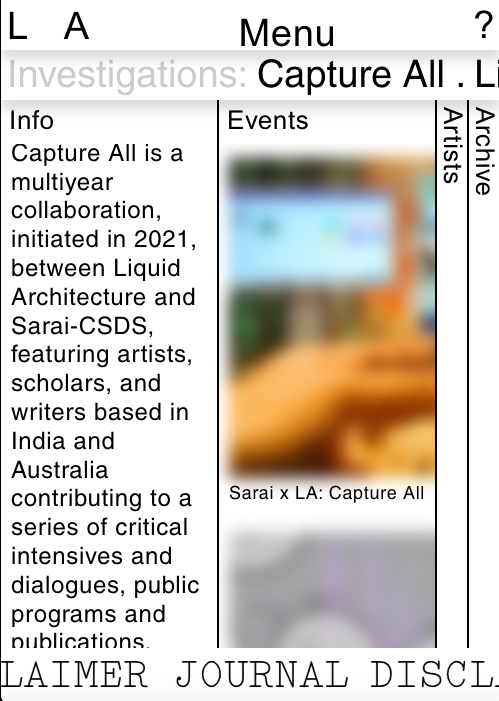 L A
Menu
?
Investigations: Capture All . Li
Info
Capture All is a
multiyear
collaboration,
initiated in 2021,
between Liquid
Architecture and
Sarai-CSDS,
featuring artists,
scholars, and
writers based in
India and
Australia
contributing to a
series of critical
intensives and
dialogues, public
programs and
publications.
Events
Sarai x LA: Capture All
Artists
Archive
LAIMER JOURNAL DISCL